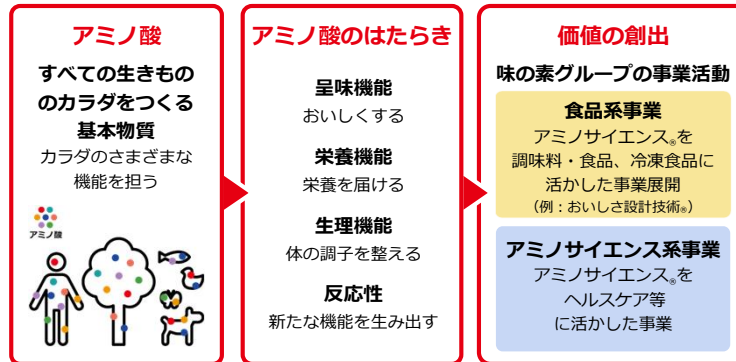 アミノ酸
すべての生きもの
のカラダをつくる
基本物質
カラダのさまざまな
機能を担う
アミノ酸
アミノ酸のはたらき
呈味機能
おいしくする
栄養機能
栄養を届ける
生理機能
体の調子を整える
反応性
新たな機能を生み出す
価値の創出
味の素グループの事業活動
食品系事業
アミノサイエンス®を
調味料・食品、冷凍食品に
活かした事業展開
（例：おいしさ設計技術®）
アミノサイエンス系事業
アミノサイエンス®を
ヘルスケア等
に活かした事業